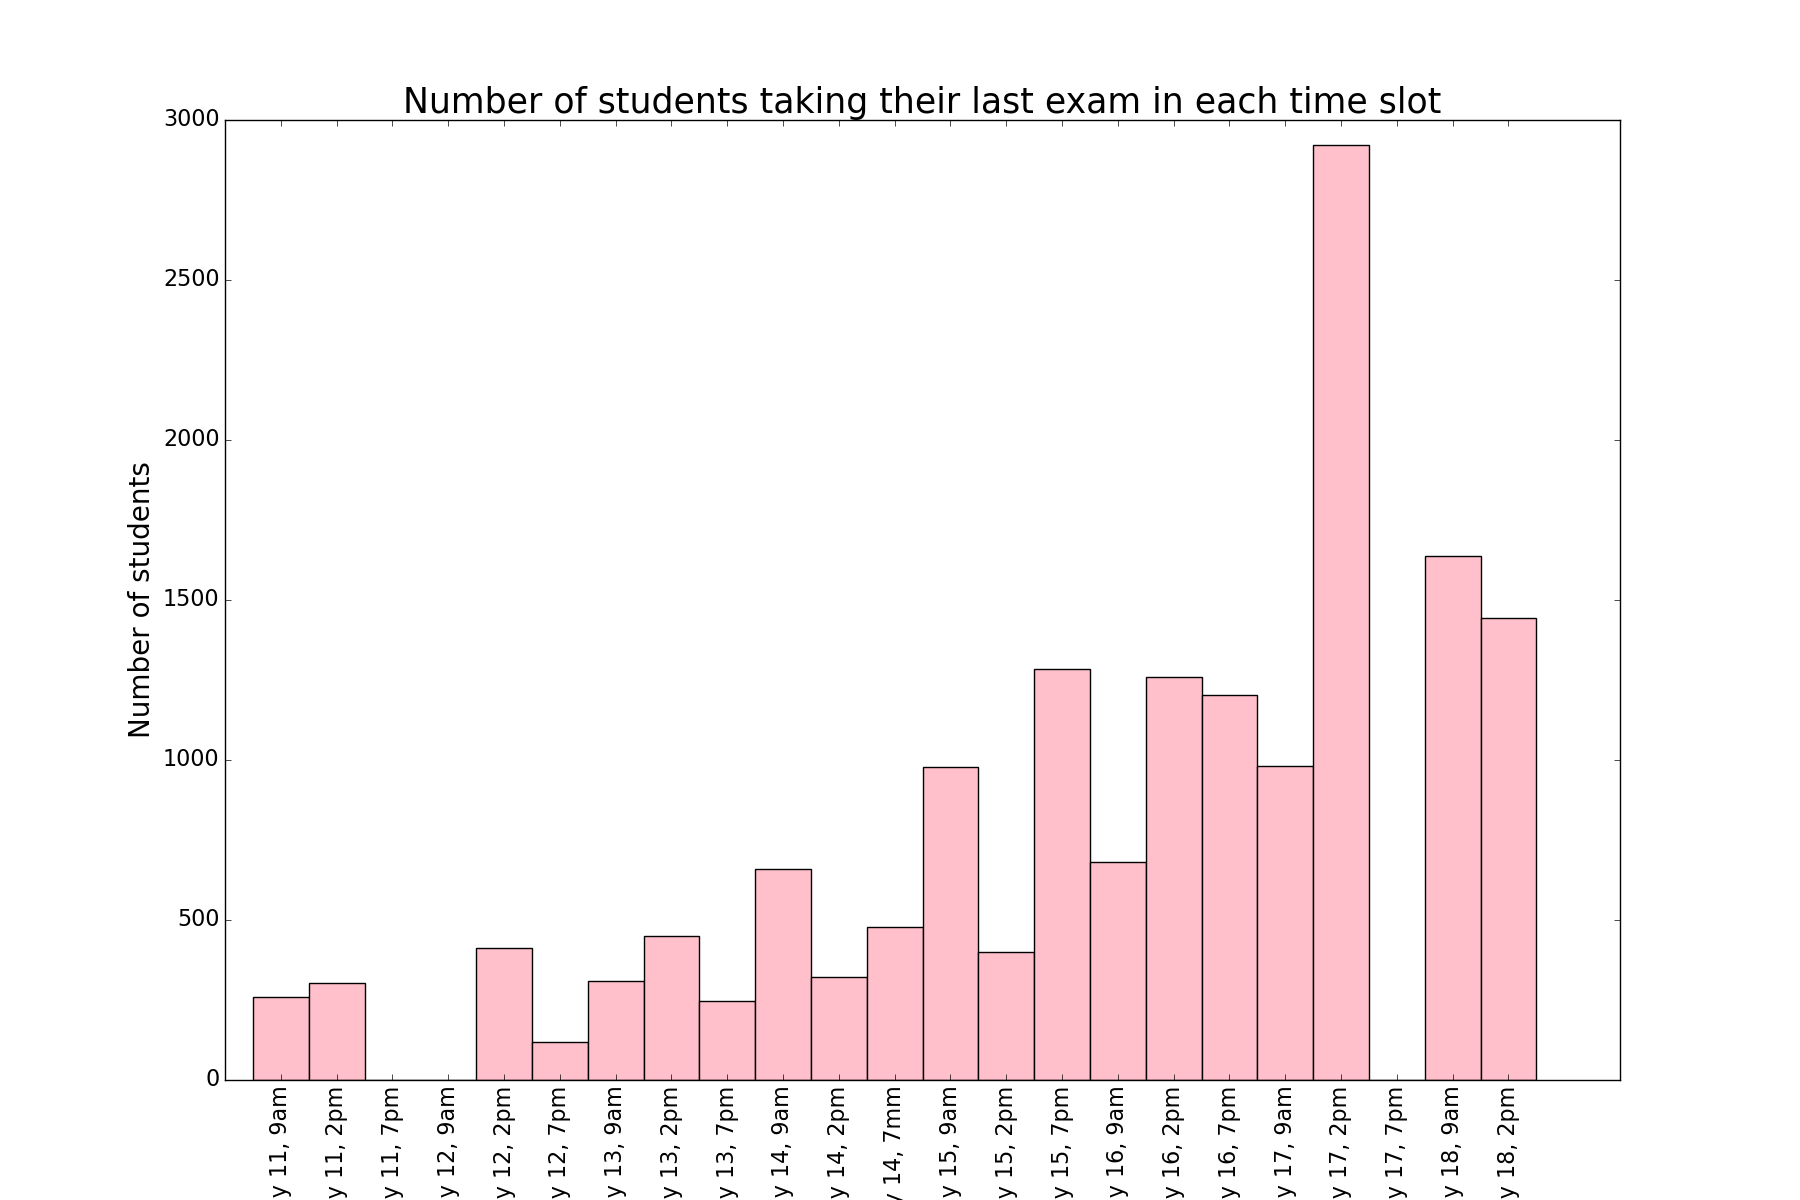 Number of students taking their last exam in each time slot
Number of students
3000
2500
2000
1500
1000
500
0
y 11, 9am
y 11, 2pm
y 11, 7pm
y 12, 9am
y 12, 2pm
y 12, 7pm
y 13, 9am
y 13, 2pm
y 13, 7pm
y 14, 9am
y 14, 2pm
y 14, 7mm
y 15, 9am
y 15, 2pm
y 15, 7pm
y 16, 9am
y 16, 2pm
y 16, 7pm
y 17, 9am
y 17, 2pm
y 17, 7pm
y 18, 9am
y 18, 2pm